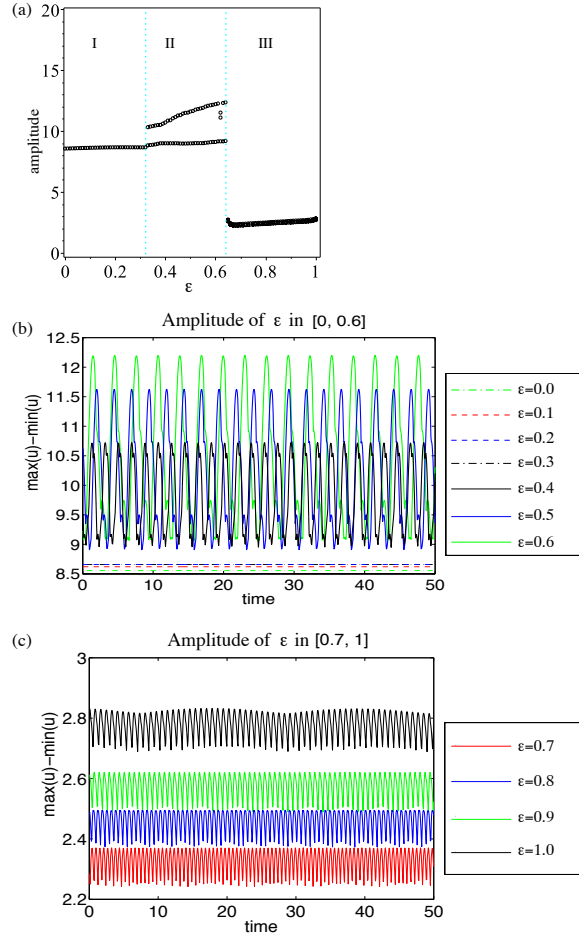 (a)
20
15
10
5
0
amplitude
I II III
0 0.2 0.4 0.6 0.8 1
ε
(b)
Amplitude of ε in [0, 0.6]
12.5
12
11.5
11
10.5
10
9.5
9
8.5
max(u)−min(u)
0 10 20 30 40 50
time
ε=0.0
ε=0.1
ε=0.2
ε=0.3
ε=0.4
ε=0.5
ε=0.6
(c)
Amplitude of ε in [0.7, 1]
3
2.8
2.6
2.4
2.2
max(u)−min(u)
0 10 20 30 40 50
time
ε=0.7
ε=0.8
ε=0.9
ε=1.0